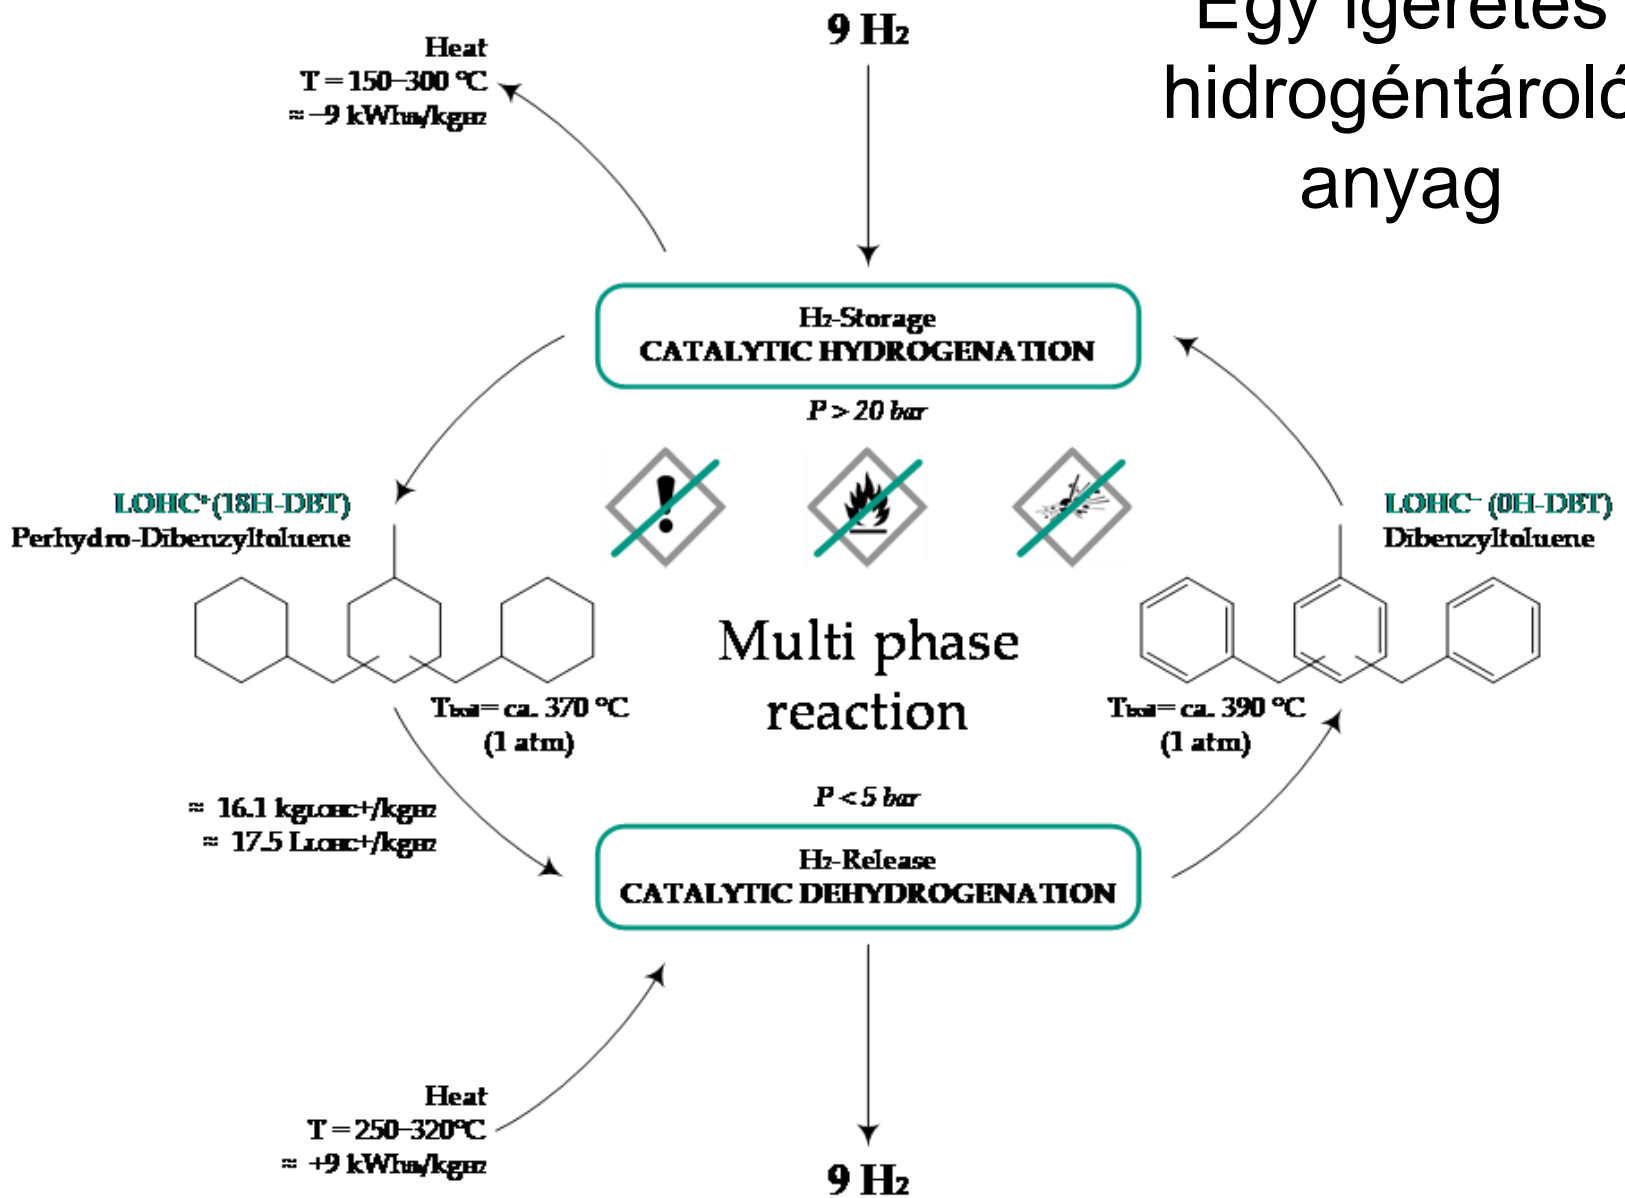 Egy ígéretes
hidrogéntároló
anyag
9 H₂
Heat
T = 150–300 °C
≈ −9 kWhth/kgH2
H₂-Storage
CATALYTIC HYDROGENATION
P > 20 bar
LOHC⁺ (18H-DBT)
Perhydro-Dibenzyltoluene
LOHC⁻ (0H-DBT)
Dibenzyltoluene
Multi phase
reaction
Tboil = ca. 370 °C
(1 atm)
Tboil = ca. 390 °C
(1 atm)
≈ 16.1 kgLOHC+/kgH2
≈ 17.5 LLOHC+/kgH2
P < 5 bar
H₂-Release
CATALYTIC DEHYDROGENATION
Heat
T = 250–320°C
≈ +9 kWhth/kgH2
9 H₂